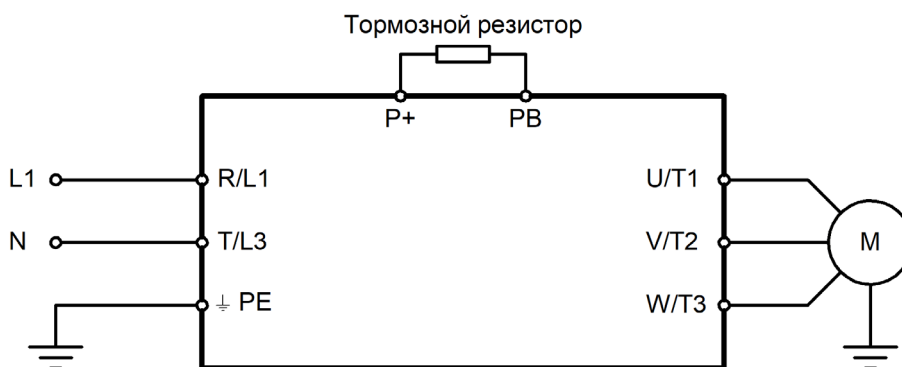 Тормозной резистор
P+
PB
L1
R/L1
U/T1
N
T/L3
V/T2
M
⏚ PE
W/T3